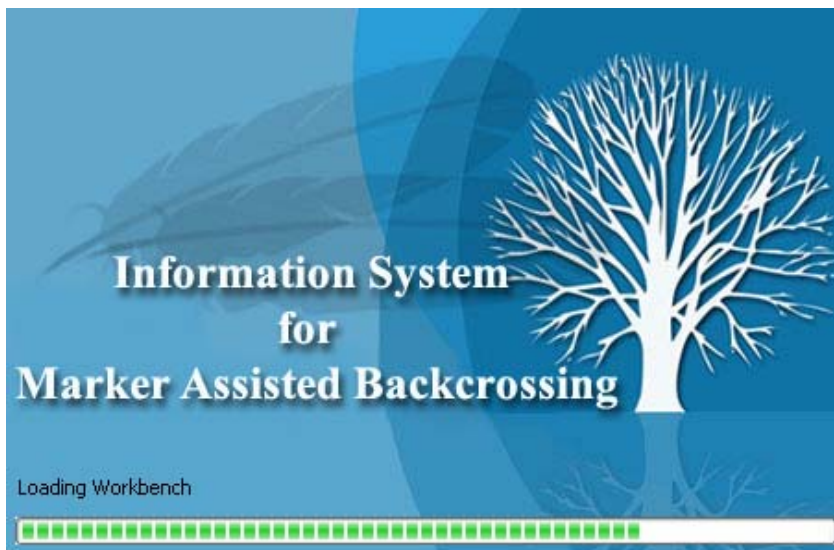 Information System
for
Marker Assisted Backcrossing
Loading Workbench